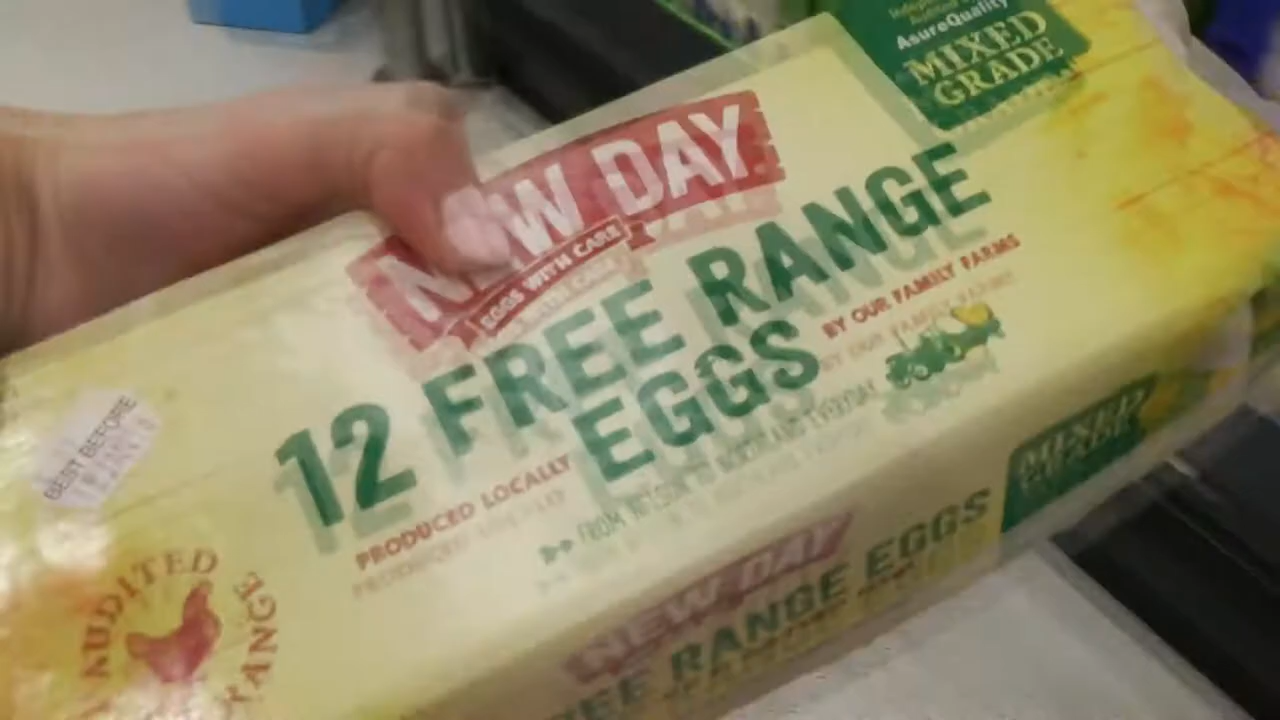 AsureQuality
MIXED
GRADE
NEW DAY
EGGS WITH CARE
12 FREE RANGE
EGGS
BY OUR FAMILY FARMS
PRODUCED LOCALLY
FROM
BEST BEFORE
AUDITED
RANGE
MIXED
GRADE
NEW DAY
FREE RANGE EGGS